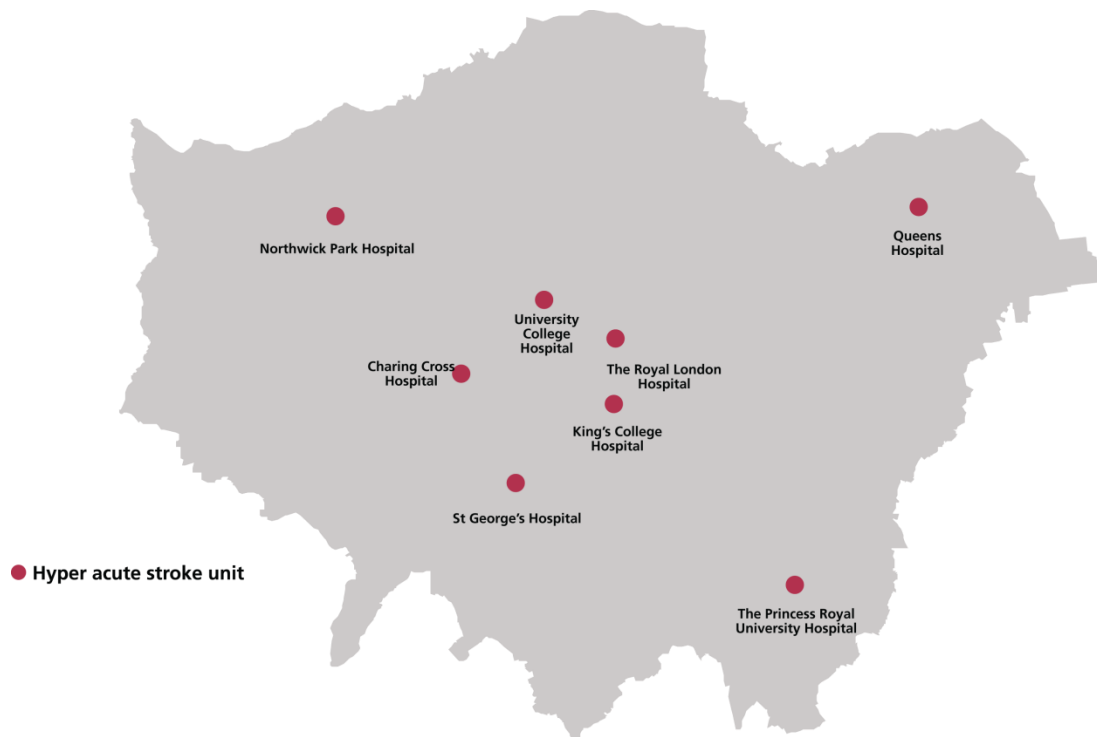 Northwick Park Hospital
Queens
Hospital
University
College
Hospital
Charing Cross
Hospital
The Royal London
Hospital
King’s College
Hospital
St George’s Hospital
Hyper acute stroke unit
The Princess Royal
University Hospital